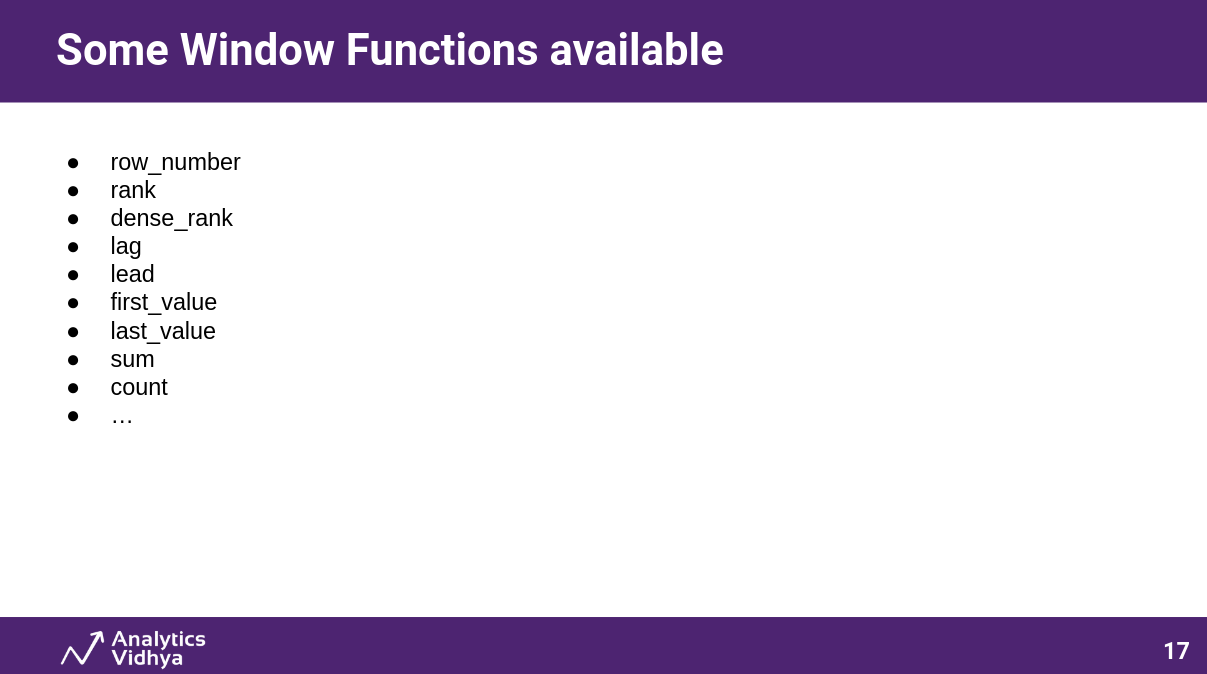 Some Window Functions available
● row_number
● rank
● dense_rank
● lag
● lead
● first_value
● last_value
● sum
● count
● …
Analytics
Vidhya
17